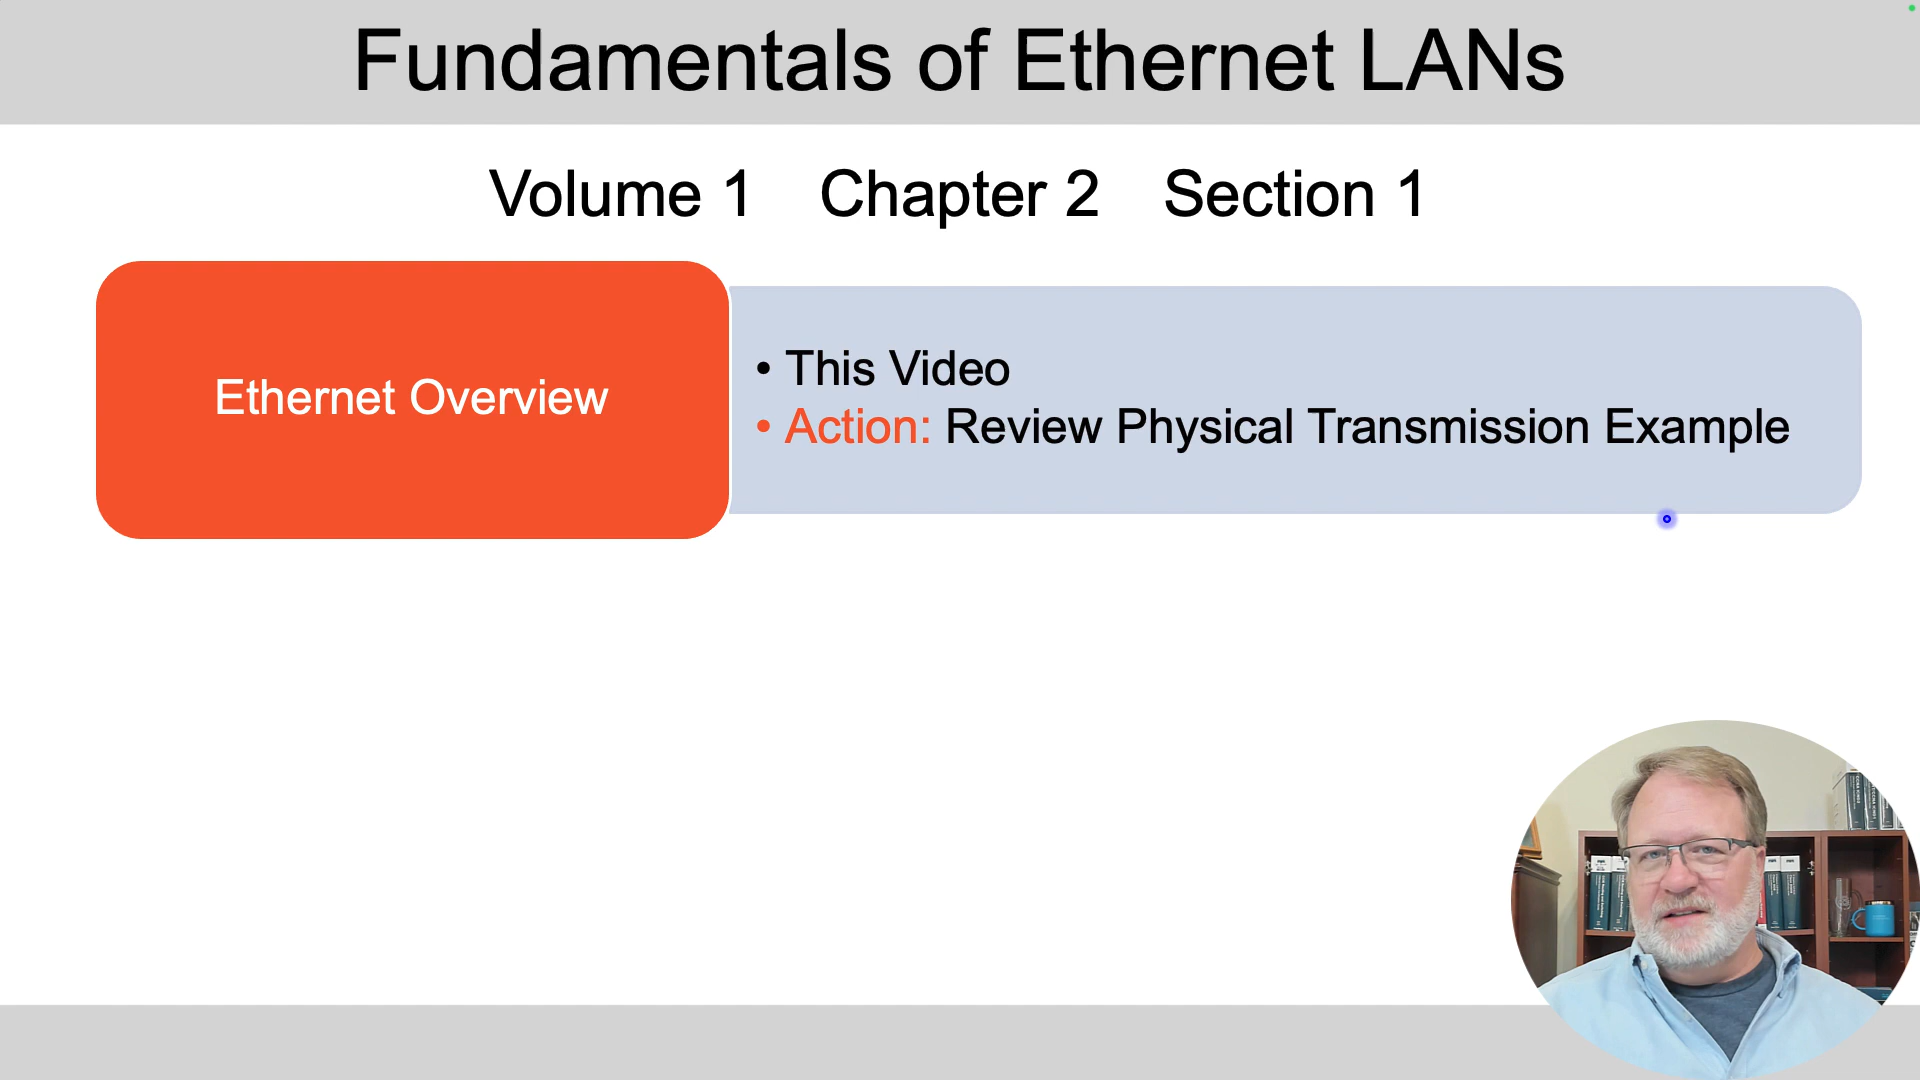 Fundamentals of Ethernet LANs
Volume 1 Chapter 2 Section 1
Ethernet Overview
• This Video
• Action: Review Physical Transmission Example